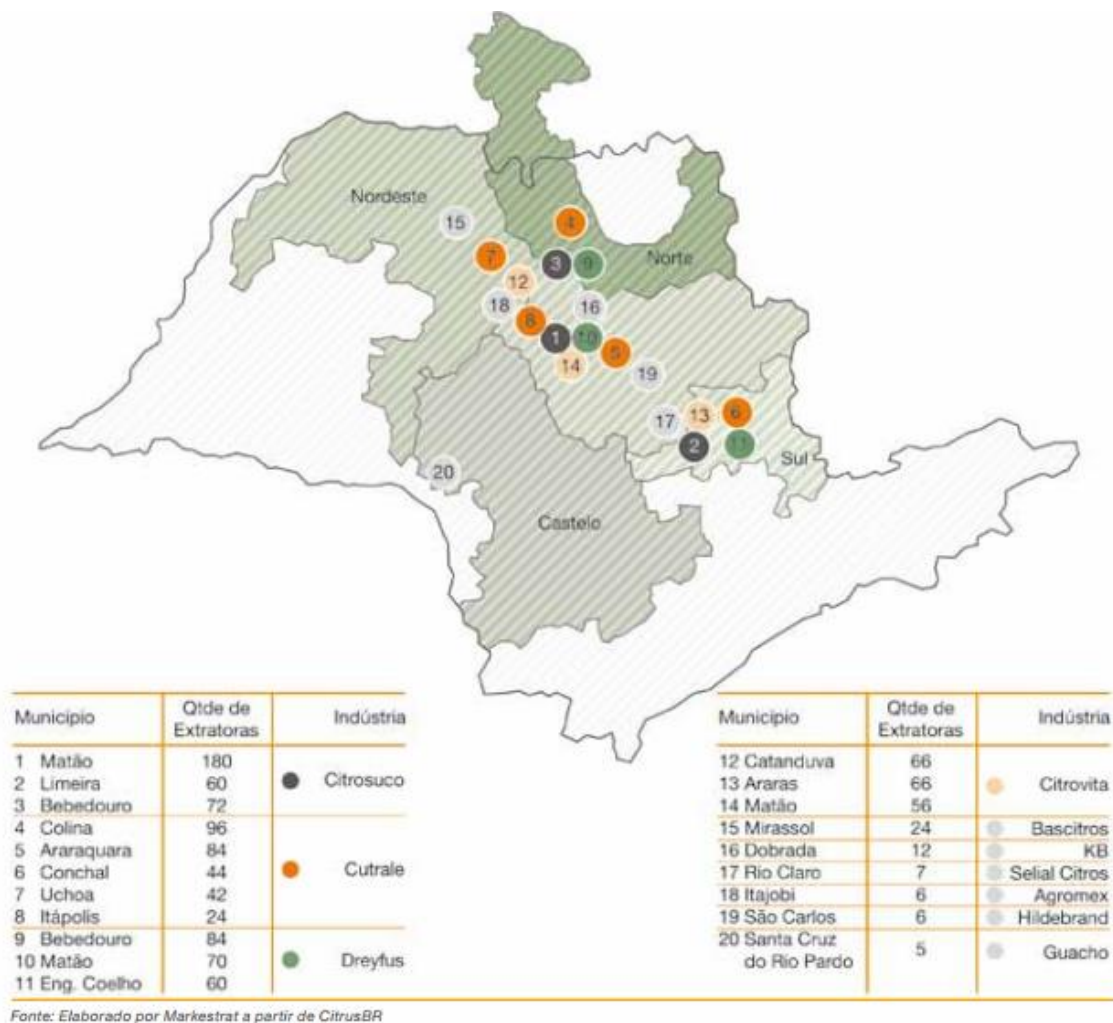 Nordeste
15
4
7
3
9
Norte
12
18
16
8
1
10
5
14
19
17
13
6
2
11
Sul
20
Castelo
Município Qtde de Extratoras Indústria
1 Matão 180
2 Limeira 60 Citrosuco
3 Bebedouro 72
4 Colina 96
5 Araraquara 84
6 Conchal 44 Cutrale
7 Uchoa 42
8 Itápolis 24
9 Bebedouro 84
10 Matão 70 Dreyfus
11 Eng. Coelho 60
Município Qtde de Extratoras Indústria
12 Catanduva 66
13 Araras 66 Citrovita
14 Matão 56
15 Mirassol 24 Bascitros
16 Dobrada 12 KB
17 Rio Claro 7 Selial Citros
18 Itajobi 6 Agromex
19 São Carlos 6 Hildebrand
20 Santa Cruz do Rio Pardo 5 Guacho
Fonte: Elaborado por Markestrat a partir de CitrusBR